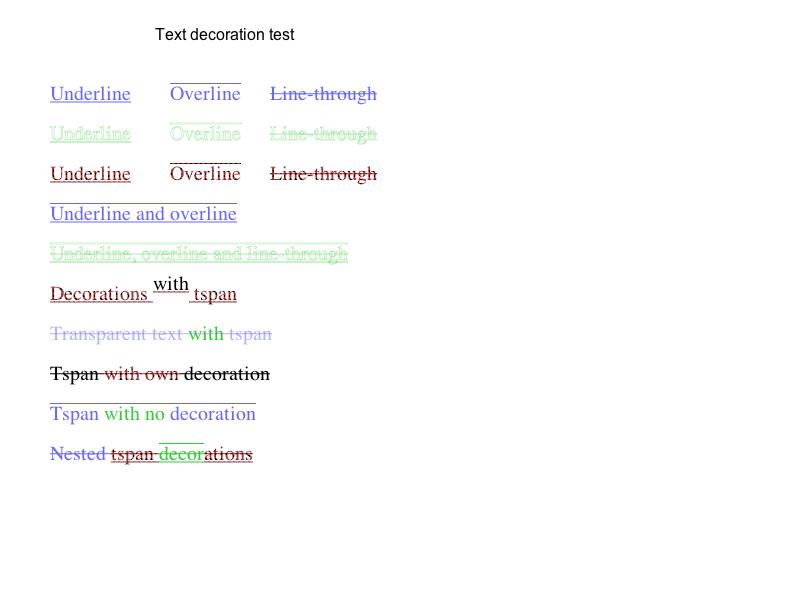 Text decoration test
Underline Overline Line-through
Underline Overline Line-through
Underline Overline Line-through
Underline and overline
Underline, overline and line-through
Decorations with tspan
Transparent text with tspan
Tspan with own decoration
Tspan with no decoration
Nested tspan decorations